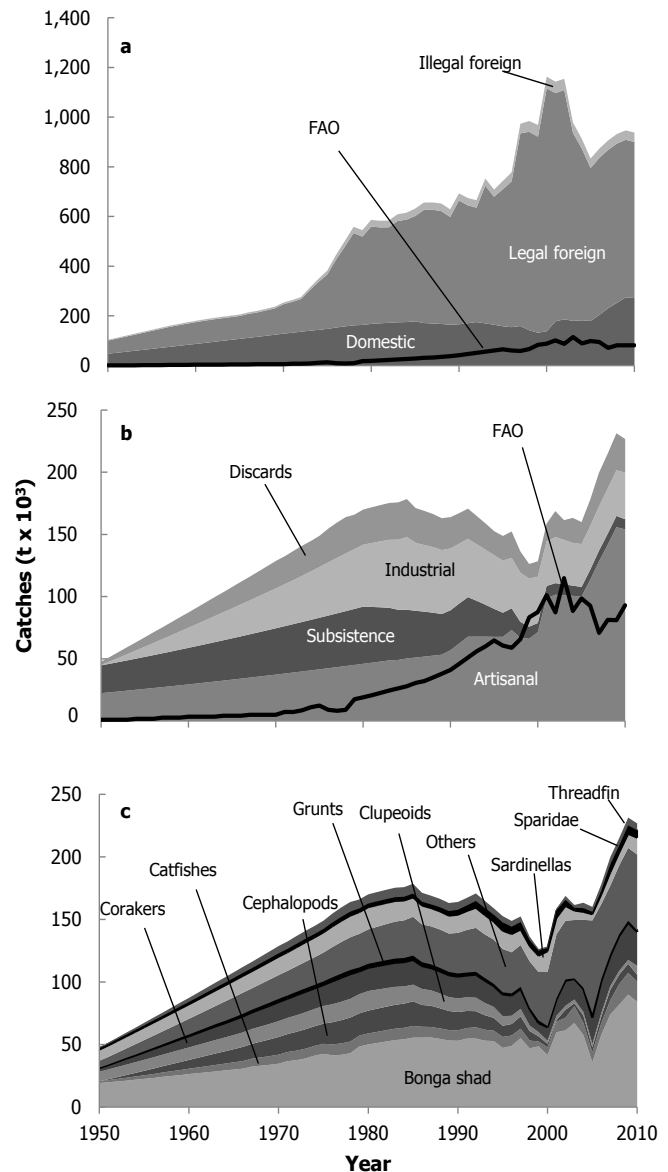 1,400
a
1,200
Illegal foreign
1,000
FAO
800
600
Legal foreign
400
200
Domestic
0
Catches (t x 10³)
250
b
FAO
200
Discards
150
Industrial
100
Subsistence
50
Artisanal
0
250
c
Threadfin
Grunts
Clupeoids
Sparidae
200
Others
Catfishes
Sardinellas
Cephalopods
150
Corakers
100
50
Bonga shad
0
1950 1960 1970 1980 1990 2000 2010
Year